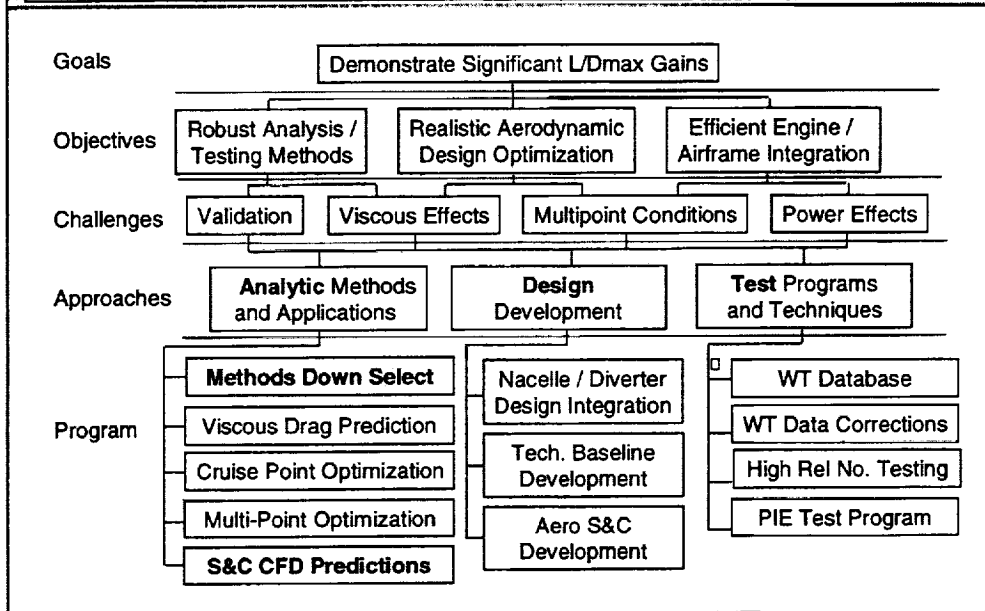 Goals
Demonstrate Significant L/Dmax Gains
Objectives
Robust Analysis /
Testing Methods
Realistic Aerodynamic
Design Optimization
Efficient Engine /
Airframe Integration
Challenges
Validation
Viscous Effects
Multipoint Conditions
Power Effects
Approaches
Analytic Methods
and Applications
Design
Development
Test Programs
and Techniques
Program
Methods Down Select
Viscous Drag Prediction
Cruise Point Optimization
Multi-Point Optimization
S&C CFD Predictions
Nacelle / Diverter
Design Integration
Tech. Baseline
Development
Aero S&C
Development
WT Database
WT Data Corrections
High Rel No. Testing
PIE Test Program